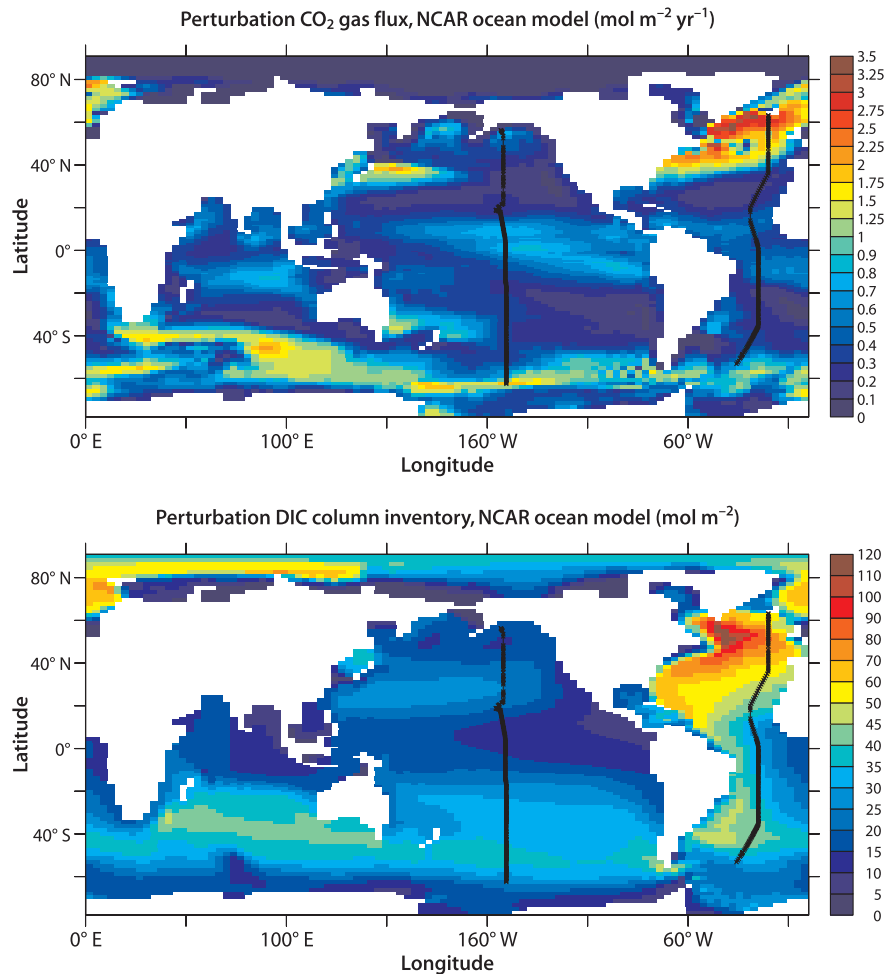 Perturbation CO₂ gas flux, NCAR ocean model (mol m⁻² yr⁻¹)
80° N
40° N
0°
40° S
Latitude
0° E
100° E
160° W
60° W
Longitude
3.5
3
2.5
2.25
2
1.75
1.5
1.25
1
0.9
0.8
0.7
0.6
0.5
0.4
0.3
0.2
0.1
0
Perturbation DIC column inventory, NCAR ocean model (mol m⁻²)
80° N
40° N
0°
40° S
Latitude
0° E
100° E
160° W
60° W
Longitude
120
110
100
90
80
70
60
50
45
40
35
30
25
20
15
10
5
0